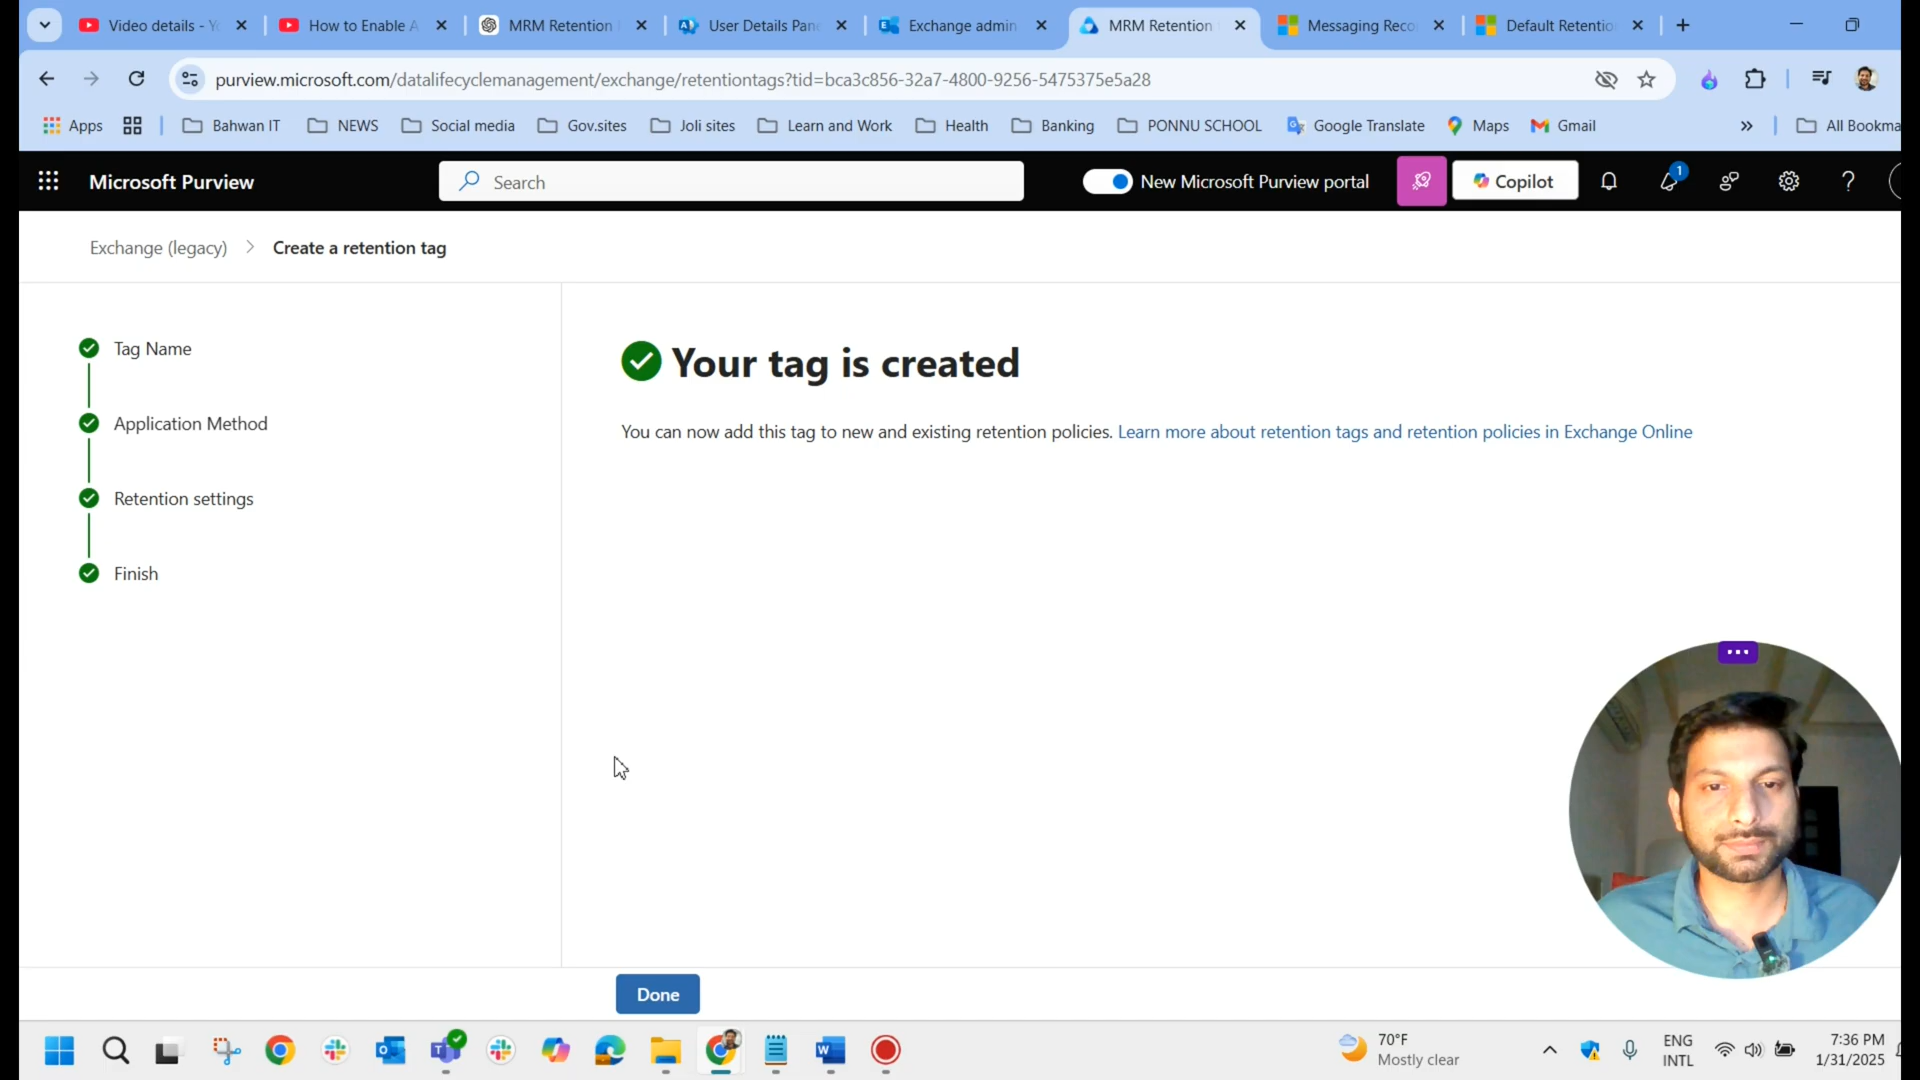 Video details - Y
How to Enable A
MRM Retention
User Details Pan
Exchange admin
MRM Retention
Messaging Reco
Default Retentio
purview.microsoft.com/datalifecyclemanagement/exchange/retentiontags?tid=bca3c856-32a7-4800-9256-5475375e5a28
Apps
Bahwan IT
NEWS
Social media
Gov.sites
Joli sites
Learn and Work
Health
Banking
PONNU SCHOOL
Google Translate
Maps
Gmail
»
All Bookma
Microsoft Purview
Search
New Microsoft Purview portal
Copilot
1
Exchange (legacy) > Create a retention tag
Tag Name
Application Method
Retention settings
Finish
Your tag is created
You can now add this tag to new and existing retention policies. Learn more about retention tags and retention policies in Exchange Online
Done
70°F
Mostly clear
ENG
INTL
7:36 PM
1/31/2025